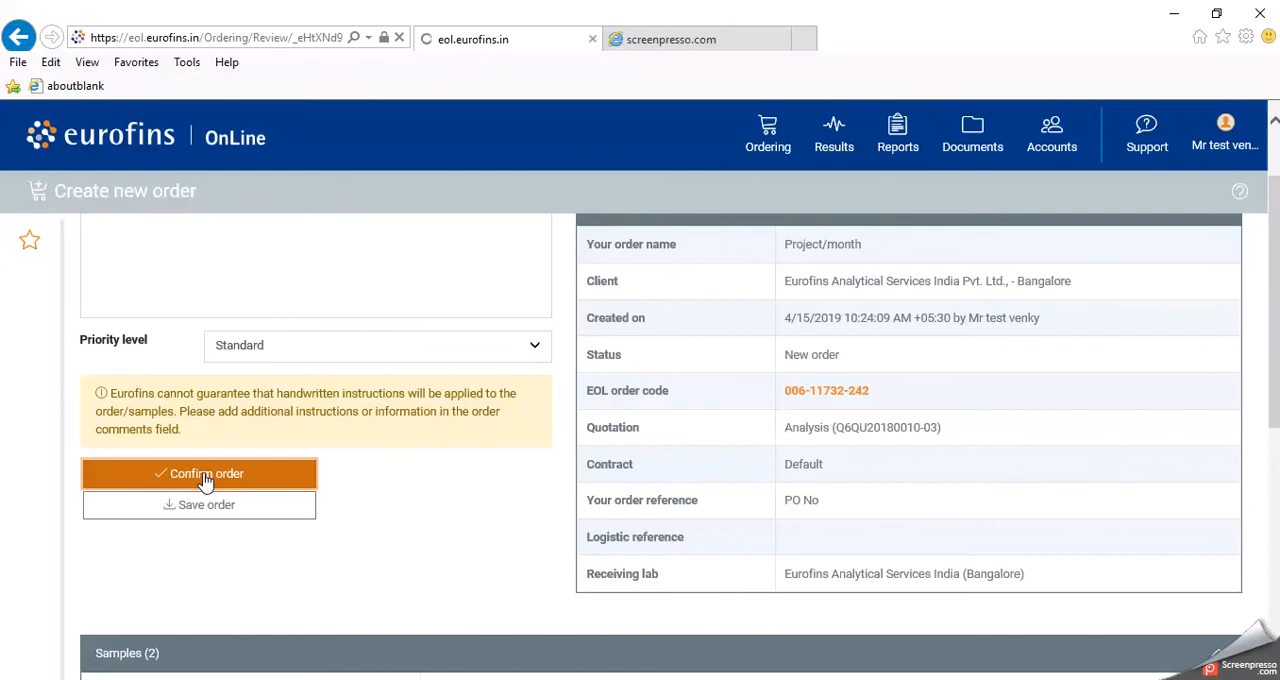 https://eol.eurofins.in/Ordering/Review/_eHtXNd9
eol.eurofins.in
screenpresso.com
File Edit View Favorites Tools Help
aboutblank
eurofins OnLine
Ordering Results Reports Documents Accounts Support Mr test ven...
Create new order
Your order name Project/month
Client Eurofins Analytical Services India Pvt. Ltd., - Bangalore
Created on 4/15/2019 10:24:09 AM +05:30 by Mr test venky
Status New order
EOL order code 006-11732-242
Quotation Analysis (Q6QU20180010-03)
Contract Default
Your order reference PO No
Logistic reference
Receiving lab Eurofins Analytical Services India (Bangalore)
Priority level Standard
Eurofins cannot guarantee that handwritten instructions will be applied to the
order/samples. Please add additional instructions or information in the order
comments field.
Confirm order
Save order
Samples (2)
Screenpresso
.com